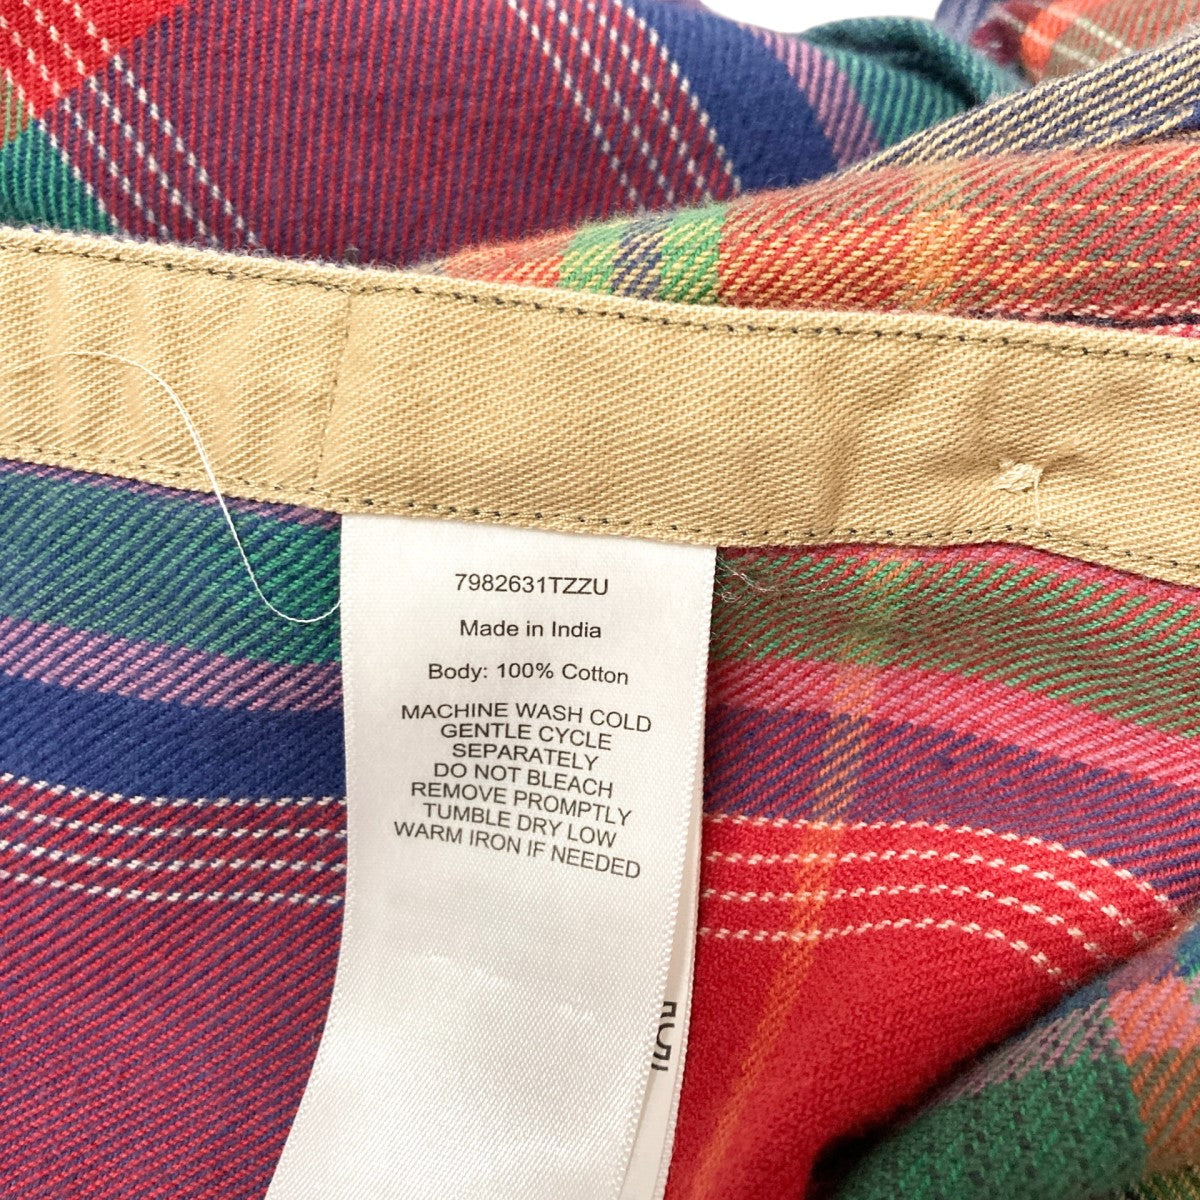 7982631TZZU
Made in India
Body: 100% Cotton
MACHINE WASH COLD
GENTLE CYCLE
SEPARATELY
DO NOT BLEACH
REMOVE PROMPTLY
TUMBLE DRY LOW
WARM IRON IF NEEDED